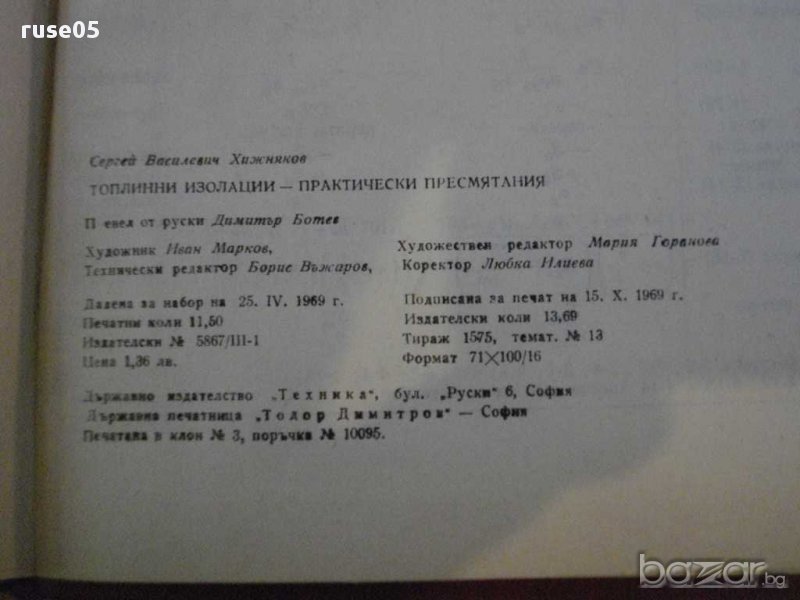 ruse05
Сергей Василевич Хижняков
ТОПЛИННИ ИЗОЛАЦИИ — ПРАКТИЧЕСКИ ПРЕСМЯТАНИЯ
П евел от руски Димитър Ботев
Художник Иван Марков,
Технически редактор Борис Въжаров,
Художествен редактор Мария Горанова
Коректор Любка Илиева
Дадена за набор на 25. IV. 1969 г.
Печатни коли 11,50
Издателски № 5867/III-1
Цена 1,36 лв.
Подписана за печат на 15. X. 1969 г.
Издателски коли 13,69
Тираж 1575, темат. № 13
Формат 71×100/16
Държавно издателство „Техника“, бул. „Руски“ 6, София
Държавна печатница „Тодор Димитров“ — София
Печатана в клон № 3, поръчка № 10095.
bazar.bg